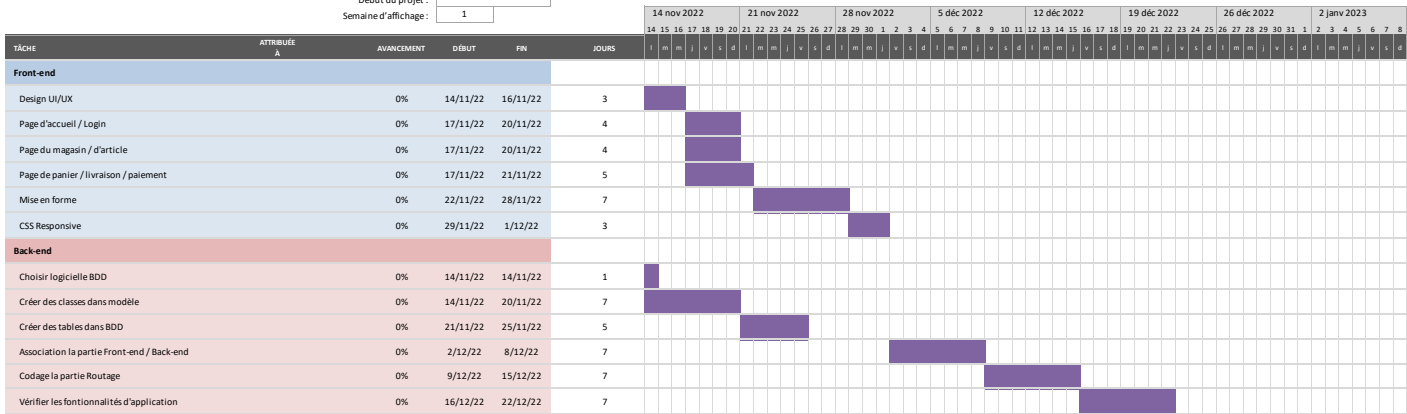 Début du projet :
Semaine d'affichage : 1
14 nov 2022 21 nov 2022 28 nov 2022 5 déc 2022 12 déc 2022 19 déc 2022 26 déc 2022 2 janv 2023
14 15 16 17 18 19 20 21 22 23 24 25 26 27 28 29 30 1 2 3 4 5 6 7 8 9 10 11 12 13 14 15 16 17 18 19 20 21 22 23 24 25 26 27 28 29 30 31 1 2 3 4 5 6 7 8
TÂCHE ATTRIBUÉE À AVANCEMENT DÉBUT FIN JOURS l m m j v s d l m m j v s d l m m j v s d l m m j v s d l m m j v s d l m m j v s d l m m j v s d l m m j v s d
Front-end
Design UI/UX 0% 14/11/22 16/11/22 3
Page d'accueil / Login 0% 17/11/22 20/11/22 4
Page du magasin / d'article 0% 17/11/22 20/11/22 4
Page de panier / livraison / paiement 0% 17/11/22 21/11/22 5
Mise en forme 0% 22/11/22 28/11/22 7
CSS Responsive 0% 29/11/22 1/12/22 3
Back-end
Choisir logicielle BDD 0% 14/11/22 14/11/22 1
Créer des classes dans modèle 0% 14/11/22 20/11/22 7
Créer des tables dans BDD 0% 21/11/22 25/11/22 5
Association la partie Front-end / Back-end 0% 2/12/22 8/12/22 7
Codage la partie Routage 0% 9/12/22 15/12/22 7
Vérifier les fontionnalités d'application 0% 16/12/22 22/12/22 7